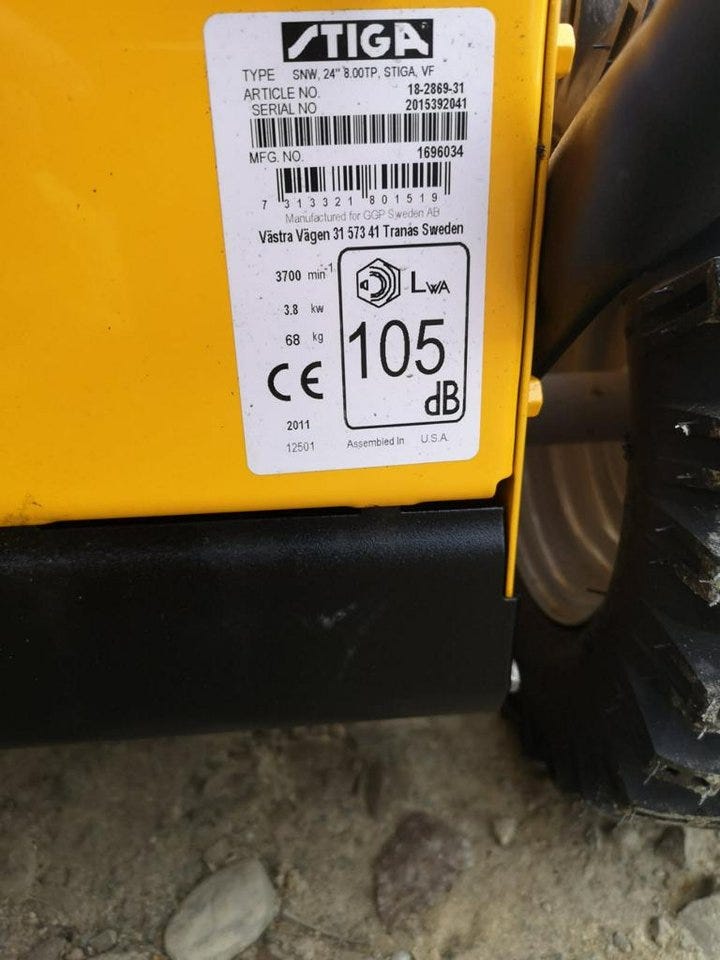 STIGA
TYPE SNW, 24" 8.00TP, STIGA, VF
ARTICLE NO. 18-2869-31
SERIAL NO 2015392041
MFG. NO. 1696034
7 313321 801519
Manufactured for GGP Sweden AB
Västra Vägen 31 573 41 Tranås Sweden
3700 min-1
LWA
3.8 kw
68 kg
105
dB
CE
2011
12501 Assembled In U.S.A.